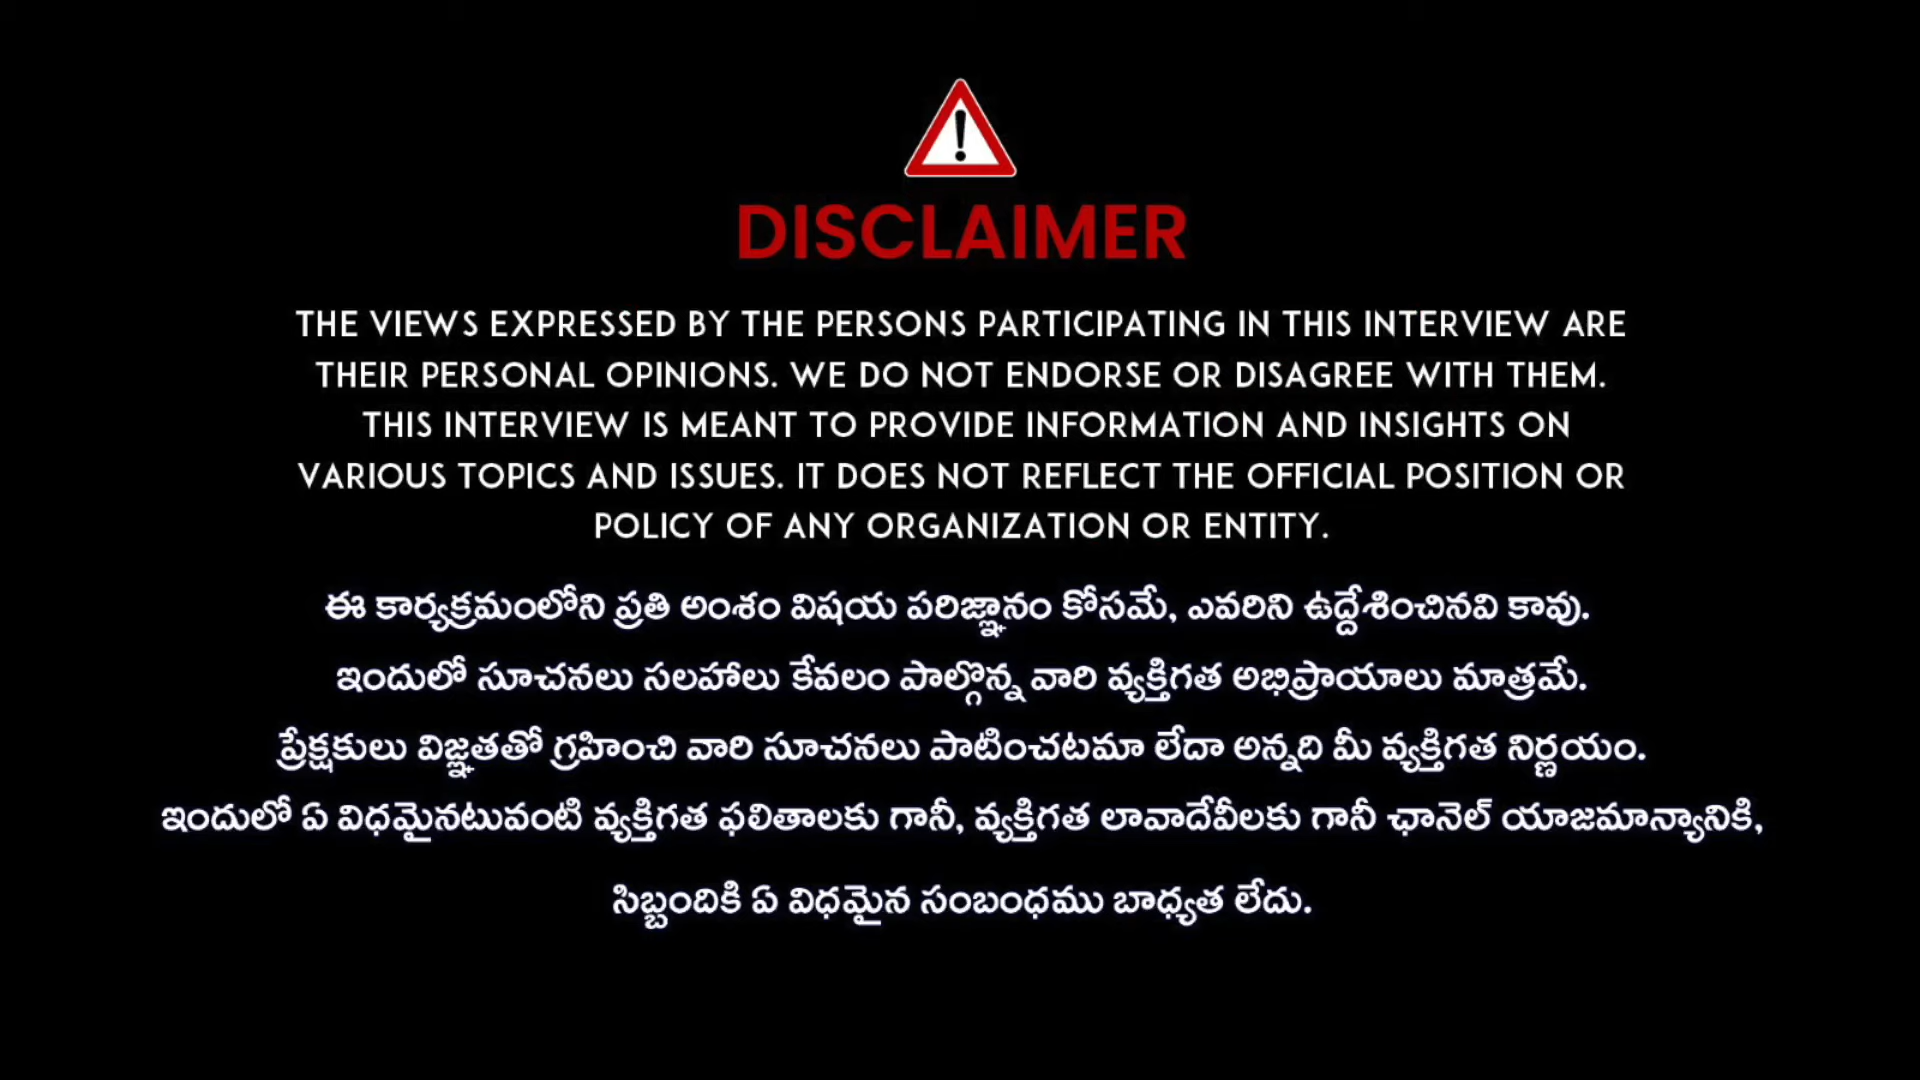 DISCLAIMER
THE VIEWS EXPRESSED BY THE PERSONS PARTICIPATING IN THIS INTERVIEW ARE
THEIR PERSONAL OPINIONS. WE DO NOT ENDORSE OR DISAGREE WITH THEM.
THIS INTERVIEW IS MEANT TO PROVIDE INFORMATION AND INSIGHTS ON
VARIOUS TOPICS AND ISSUES. IT DOES NOT REFLECT THE OFFICIAL POSITION OR
POLICY OF ANY ORGANIZATION OR ENTITY.
ఈ కార్యక్రమంలోని ప్రతి అంశం విషయ పరిజ్ఞానం కోసమే, ఎవరిని ఉద్దేశించినవి కావు.
ఇందులో సూచనలు సలహాలు కేవలం పాల్గొన్న వారి వ్యక్తిగత అభిప్రాయాలు మాత్రమే.
ప్రేక్షకులు విజ్ఞతతో గ్రహించి వారి సూచనలు పాటించటమా లేదా అన్నది మీ వ్యక్తిగత నిర్ణయం.
ఇందులో ఏ విధమైనటువంటి వ్యక్తిగత ఫలితాలకు గానీ, వ్యక్తిగత లావాదేవీలకు గానీ ఛానెల్ యాజమాన్యానికి,
సిబ్బందికి ఏ విధమైన సంబంధము బాధ్యత లేదు.